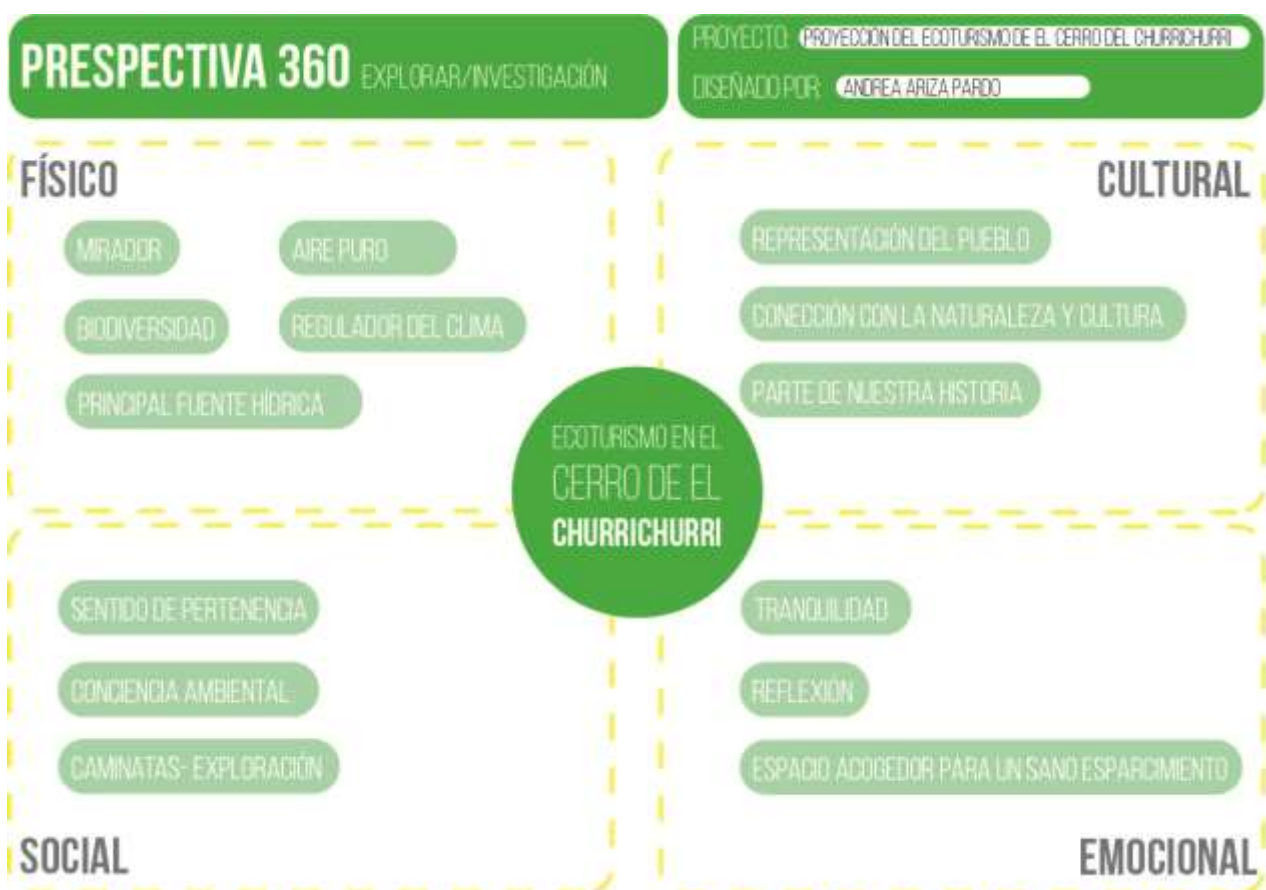 PRESPECTIVA 360 EXPLORAR/INVESTIGACIÓN
PROYECTO: PROYECCIÓN DEL ECOTURISMO DE EL CERRO DEL CHURRICHURRI
DISEÑADO POR: ANDREA ARIZA PARDO
FÍSICO
MIRADOR
AIRE PURO
BIODIVERSIDAD
REGULADOR DEL CLIMA
PRINCIPAL FUENTE HÍDRICA
CULTURAL
REPRESENTACIÓN DEL PUEBLO
CONECCIÓN CON LA NATURALEZA Y CULTURA
PARTE DE NUESTRA HISTORIA
ECOTURISMO EN EL
CERRO DE EL
CHURRICHURRI
SENTIDO DE PERTENENCIA
CONCIENCIA AMBIENTAL
CAMINATAS- EXPLORACIÓN
SOCIAL
TRANQUILIDAD
REFLEXIÓN
ESPACIO ACOGEDOR PARA UN SANO ESPARCIMIENTO
EMOCIONAL